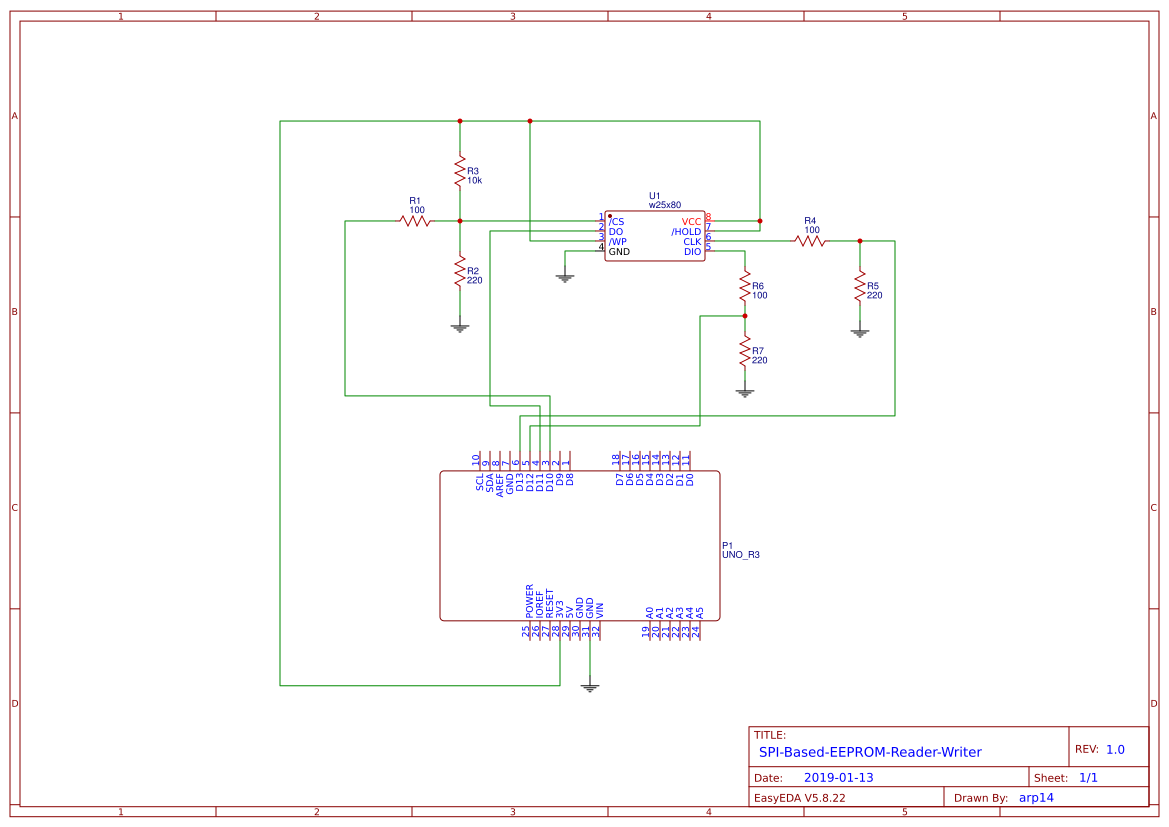 1 2 3 4 5
A A
R3
10k
R1
100
U1
w25x80
1 /CS VCC 8
2 DO /HOLD 7
3 /WP CLK 6
4 GND DIO 5
R4
100
R2
220
R6
100
R5
220
B B
R7
220
10 9 8 7 6 5 4 3 2 1 18 17 16 15 14 13 12 11
SCL SDA AREF GND D13 D12 D11 D10 D9 D8 D7 D6 D5 D4 D3 D2 D1 D0
C C
P1
UNO_R3
POWER IOREF RESET 3V3 5V GND GND VIN A0 A1 A2 A3 A4 A5
25 26 27 28 29 30 31 32 19 20 21 22 23 24
D D
TITLE:
SPI-Based-EEPROM-Reader-Writer
REV: 1.0
Date: 2019-01-13
Sheet: 1/1
EasyEDA V5.8.22
Drawn By: arp14
1 2 3 4 5